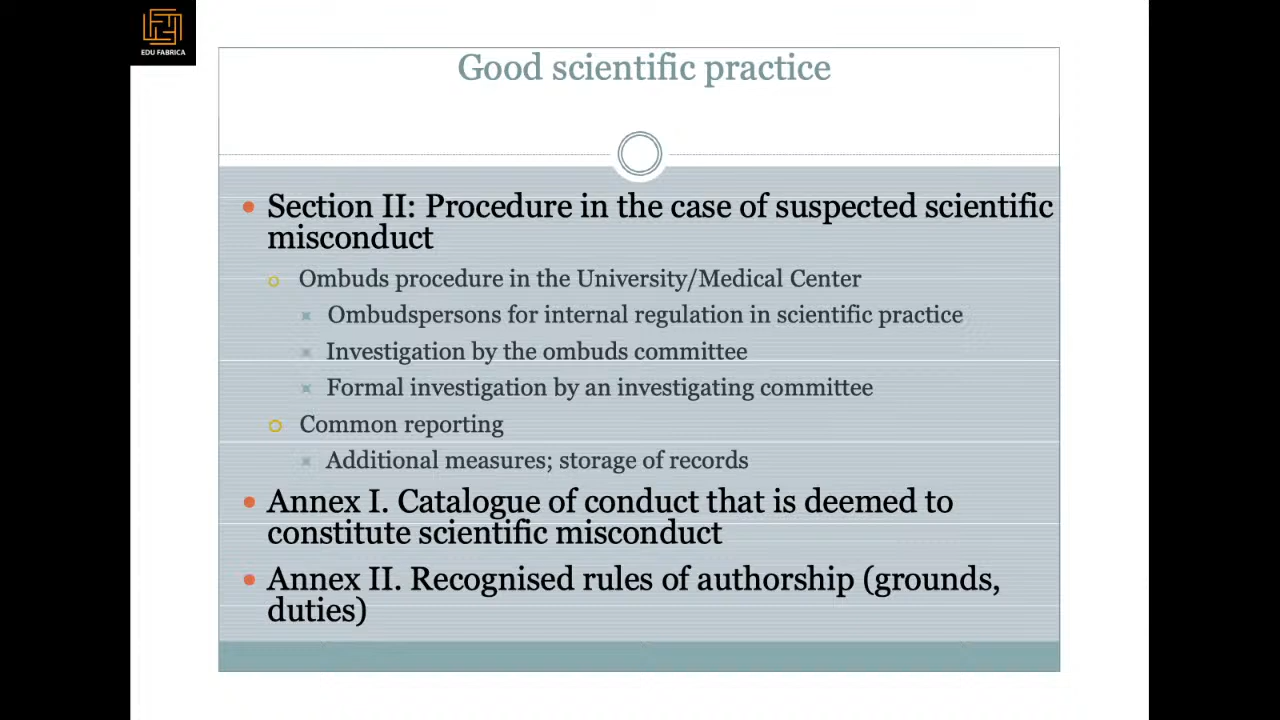 EDU FABRICA
Good scientific practice
Section II: Procedure in the case of suspected scientific
misconduct
Ombuds procedure in the University/Medical Center
Ombudspersons for internal regulation in scientific practice
Investigation by the ombuds committee
Formal investigation by an investigating committee
Common reporting
Additional measures; storage of records
Annex I. Catalogue of conduct that is deemed to
constitute scientific misconduct
Annex II. Recognised rules of authorship (grounds,
duties)